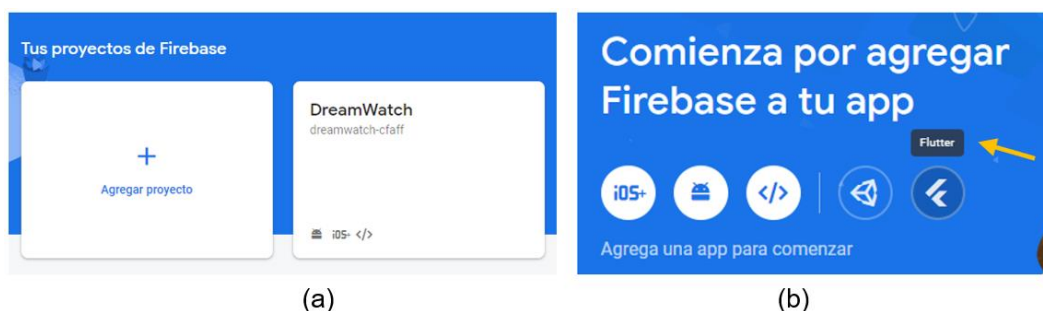 Tus proyectos de Firebase
Agregar proyecto
DreamWatch
dreamwatch-cfaff
iOS+ </>
(a)
Comienza por agregar
Firebase a tu app
Flutter
iOS+ </>
Agrega una app para comenzar
(b)